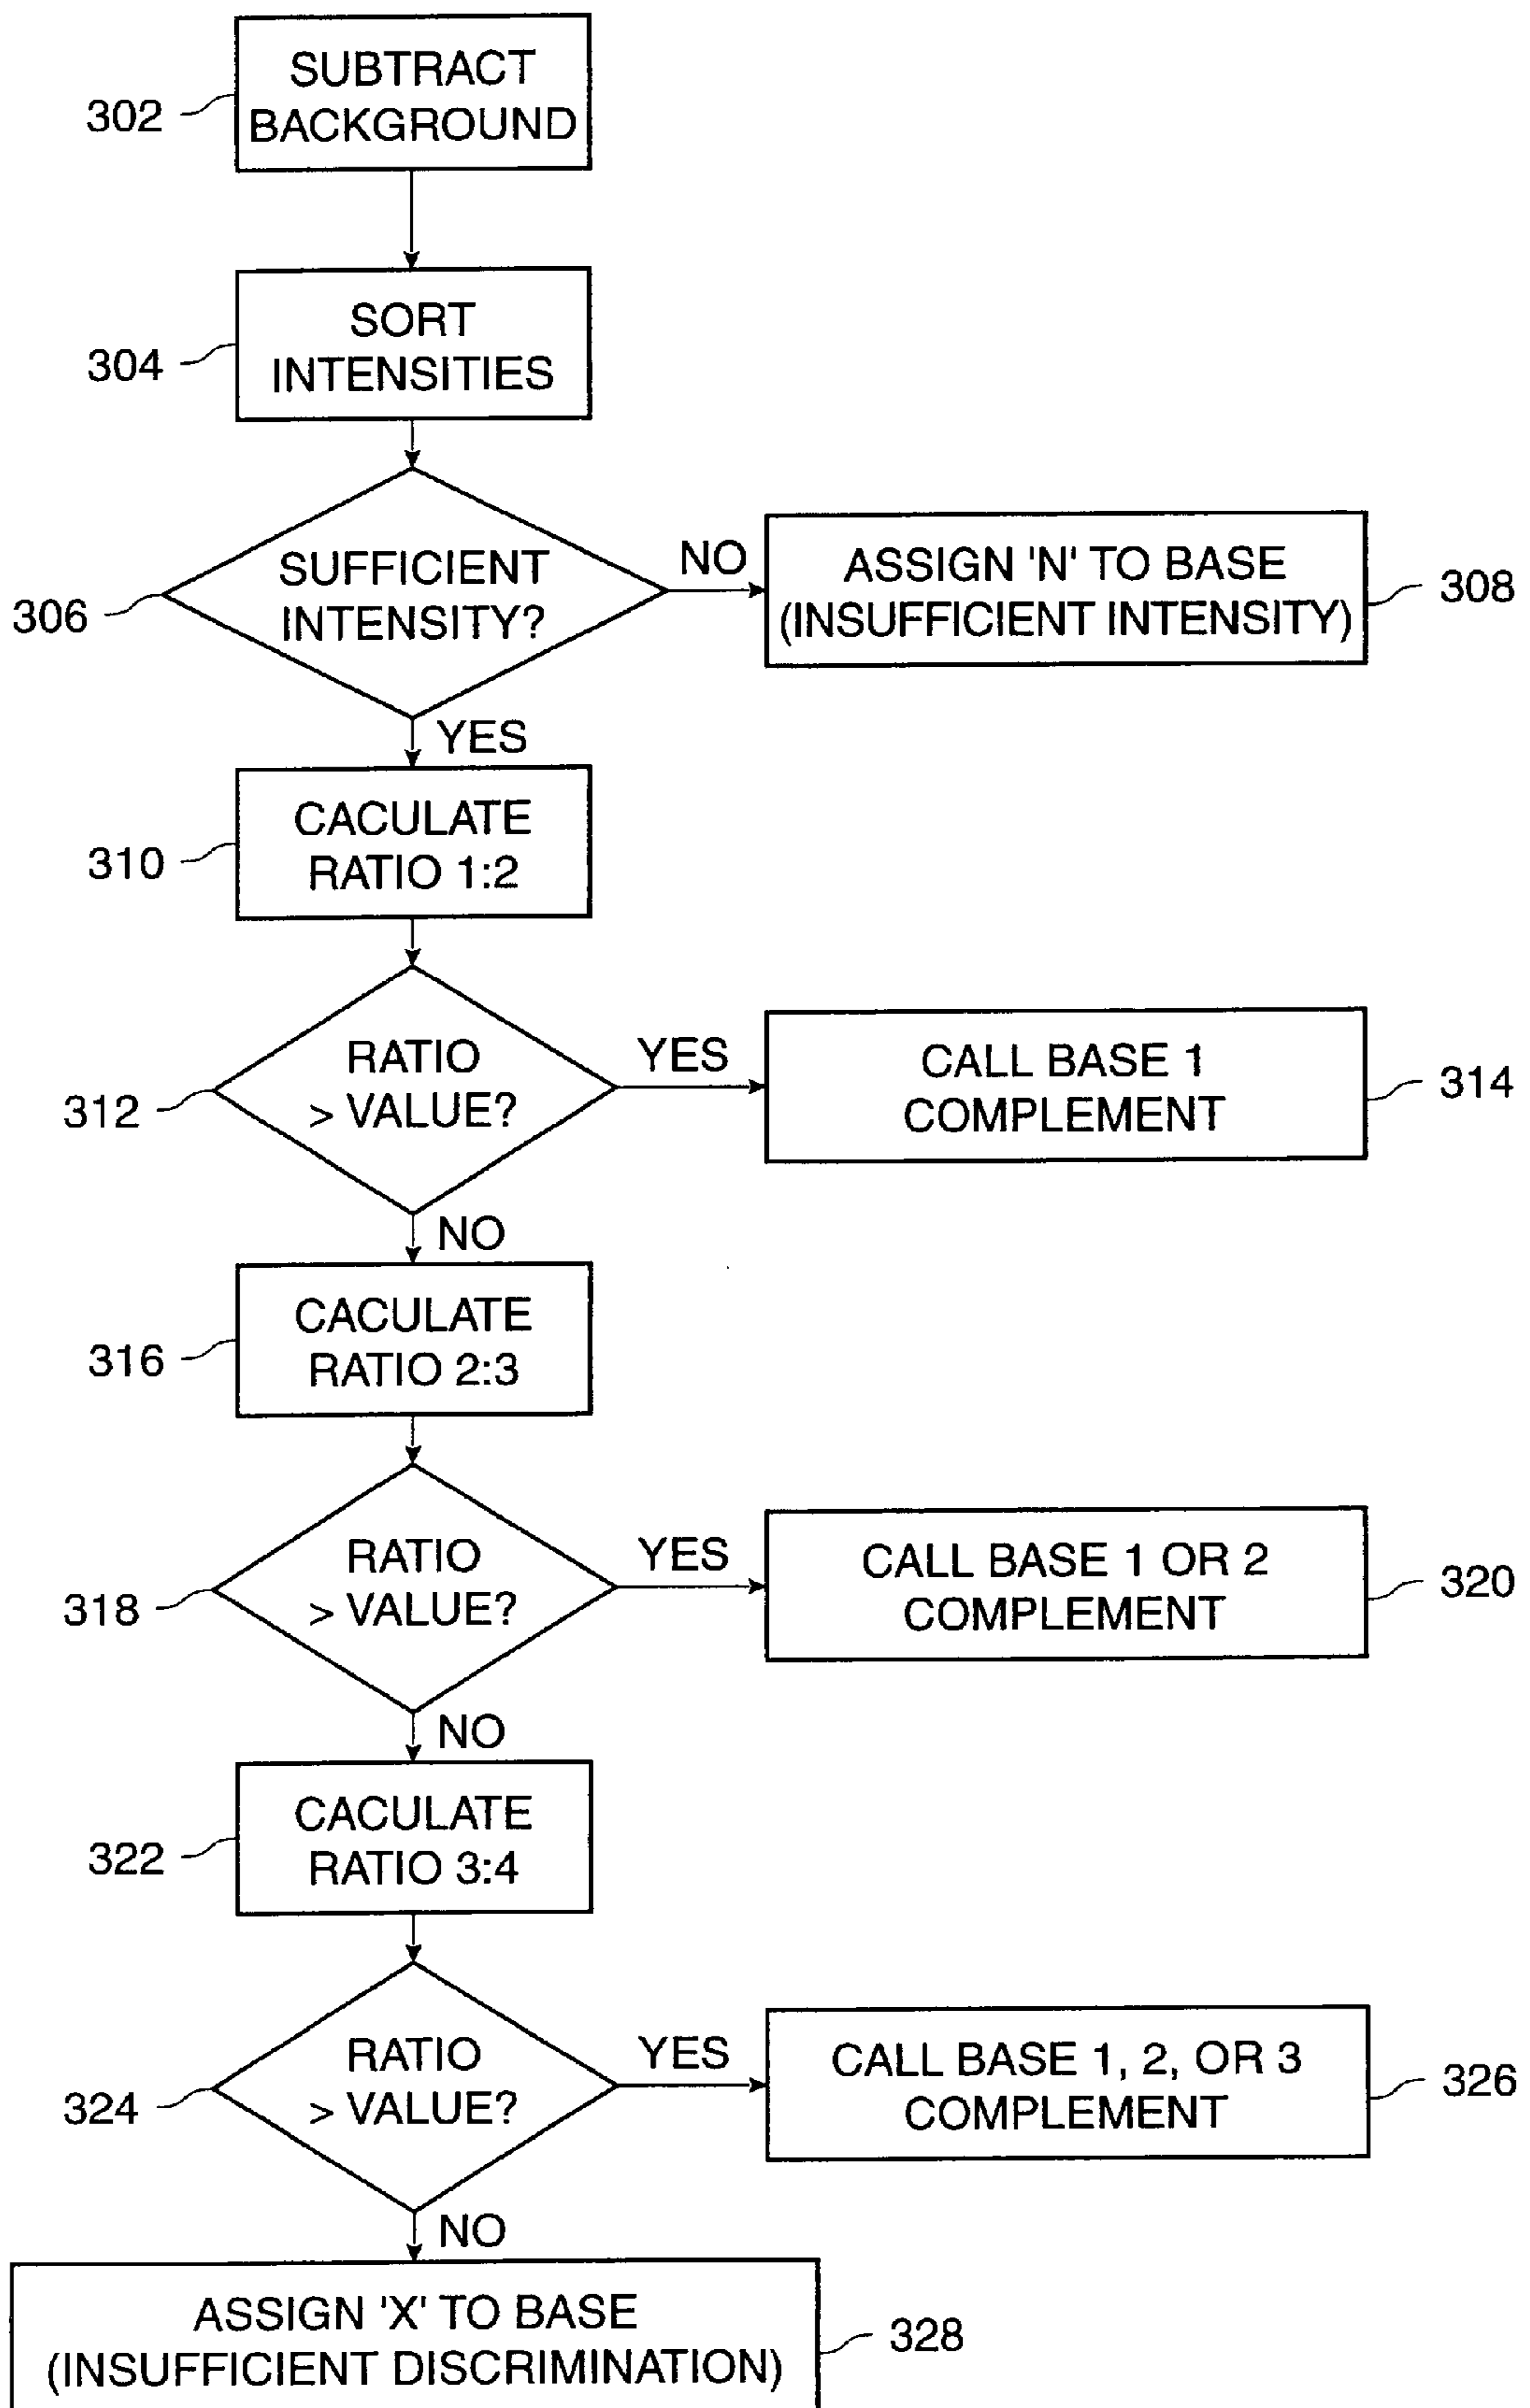 SUBTRACT
BACKGROUND
302
SORT
INTENSITIES
304
SUFFICIENT
INTENSITY?
306
NO
ASSIGN 'N' TO BASE
(INSUFFICIENT INTENSITY)
308
YES
CACULATE
RATIO 1:2
310
RATIO
> VALUE?
312
YES
CALL BASE 1
COMPLEMENT
314
NO
CACULATE
RATIO 2:3
316
RATIO
> VALUE?
318
YES
CALL BASE 1 OR 2
COMPLEMENT
320
NO
CACULATE
RATIO 3:4
322
RATIO
> VALUE?
324
YES
CALL BASE 1, 2, OR 3
COMPLEMENT
326
NO
ASSIGN 'X' TO BASE
(INSUFFICIENT DISCRIMINATION)
328